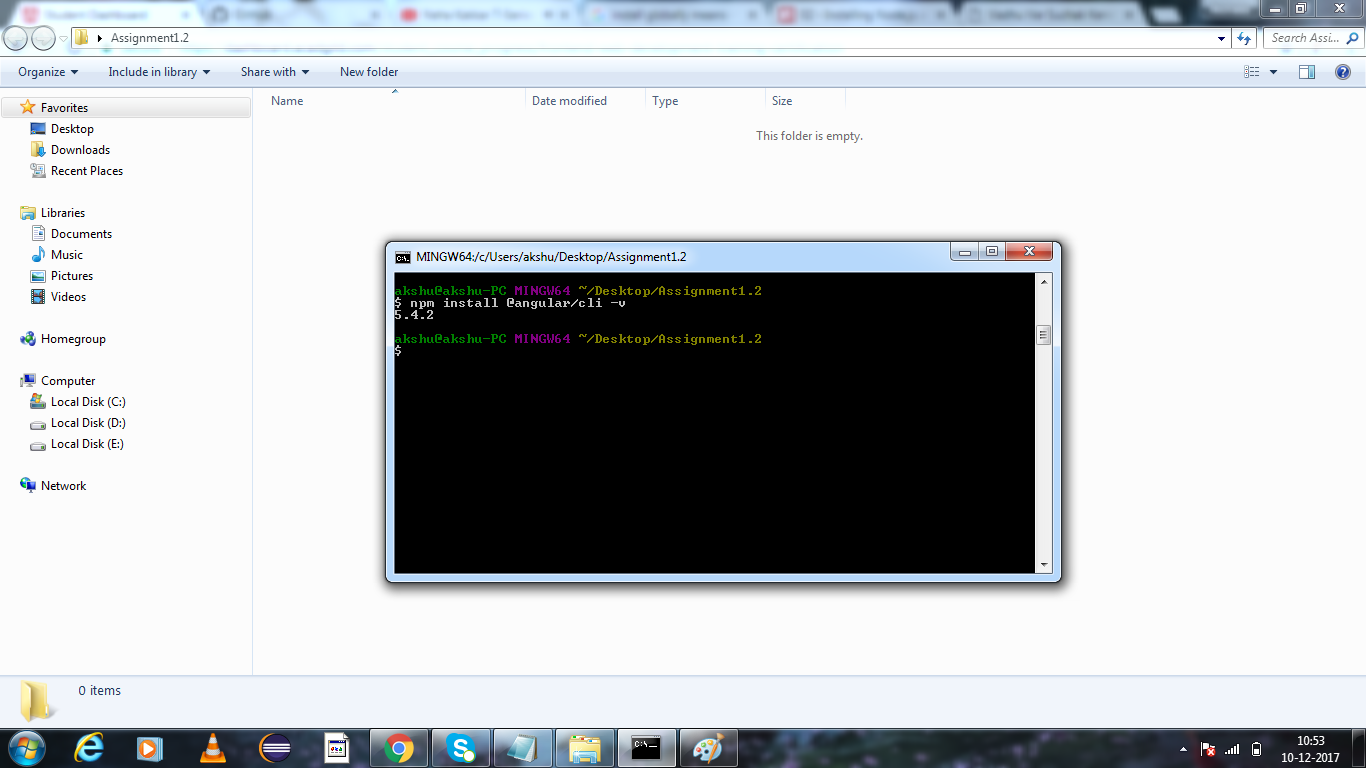 Student Dashboard
Assignment1.2
Search Assi...
Organize
Include in library
Share with
New folder
Name
Date modified
Type
Size
Favorites
This folder is empty.
Desktop
Downloads
Recent Places
Libraries
Documents
Music
Pictures
Videos
Homegroup
Computer
Local Disk (C:)
Local Disk (D:)
Local Disk (E:)
Network
MINGW64:/c/Users/akshu/Desktop/Assignment1.2
akshu@akshu-PC MINGW64 ~/Desktop/Assignment1.2
$ npm install @angular/cli -v
5.4.2
akshu@akshu-PC MINGW64 ~/Desktop/Assignment1.2
$
0 items
10:53
10-12-2017